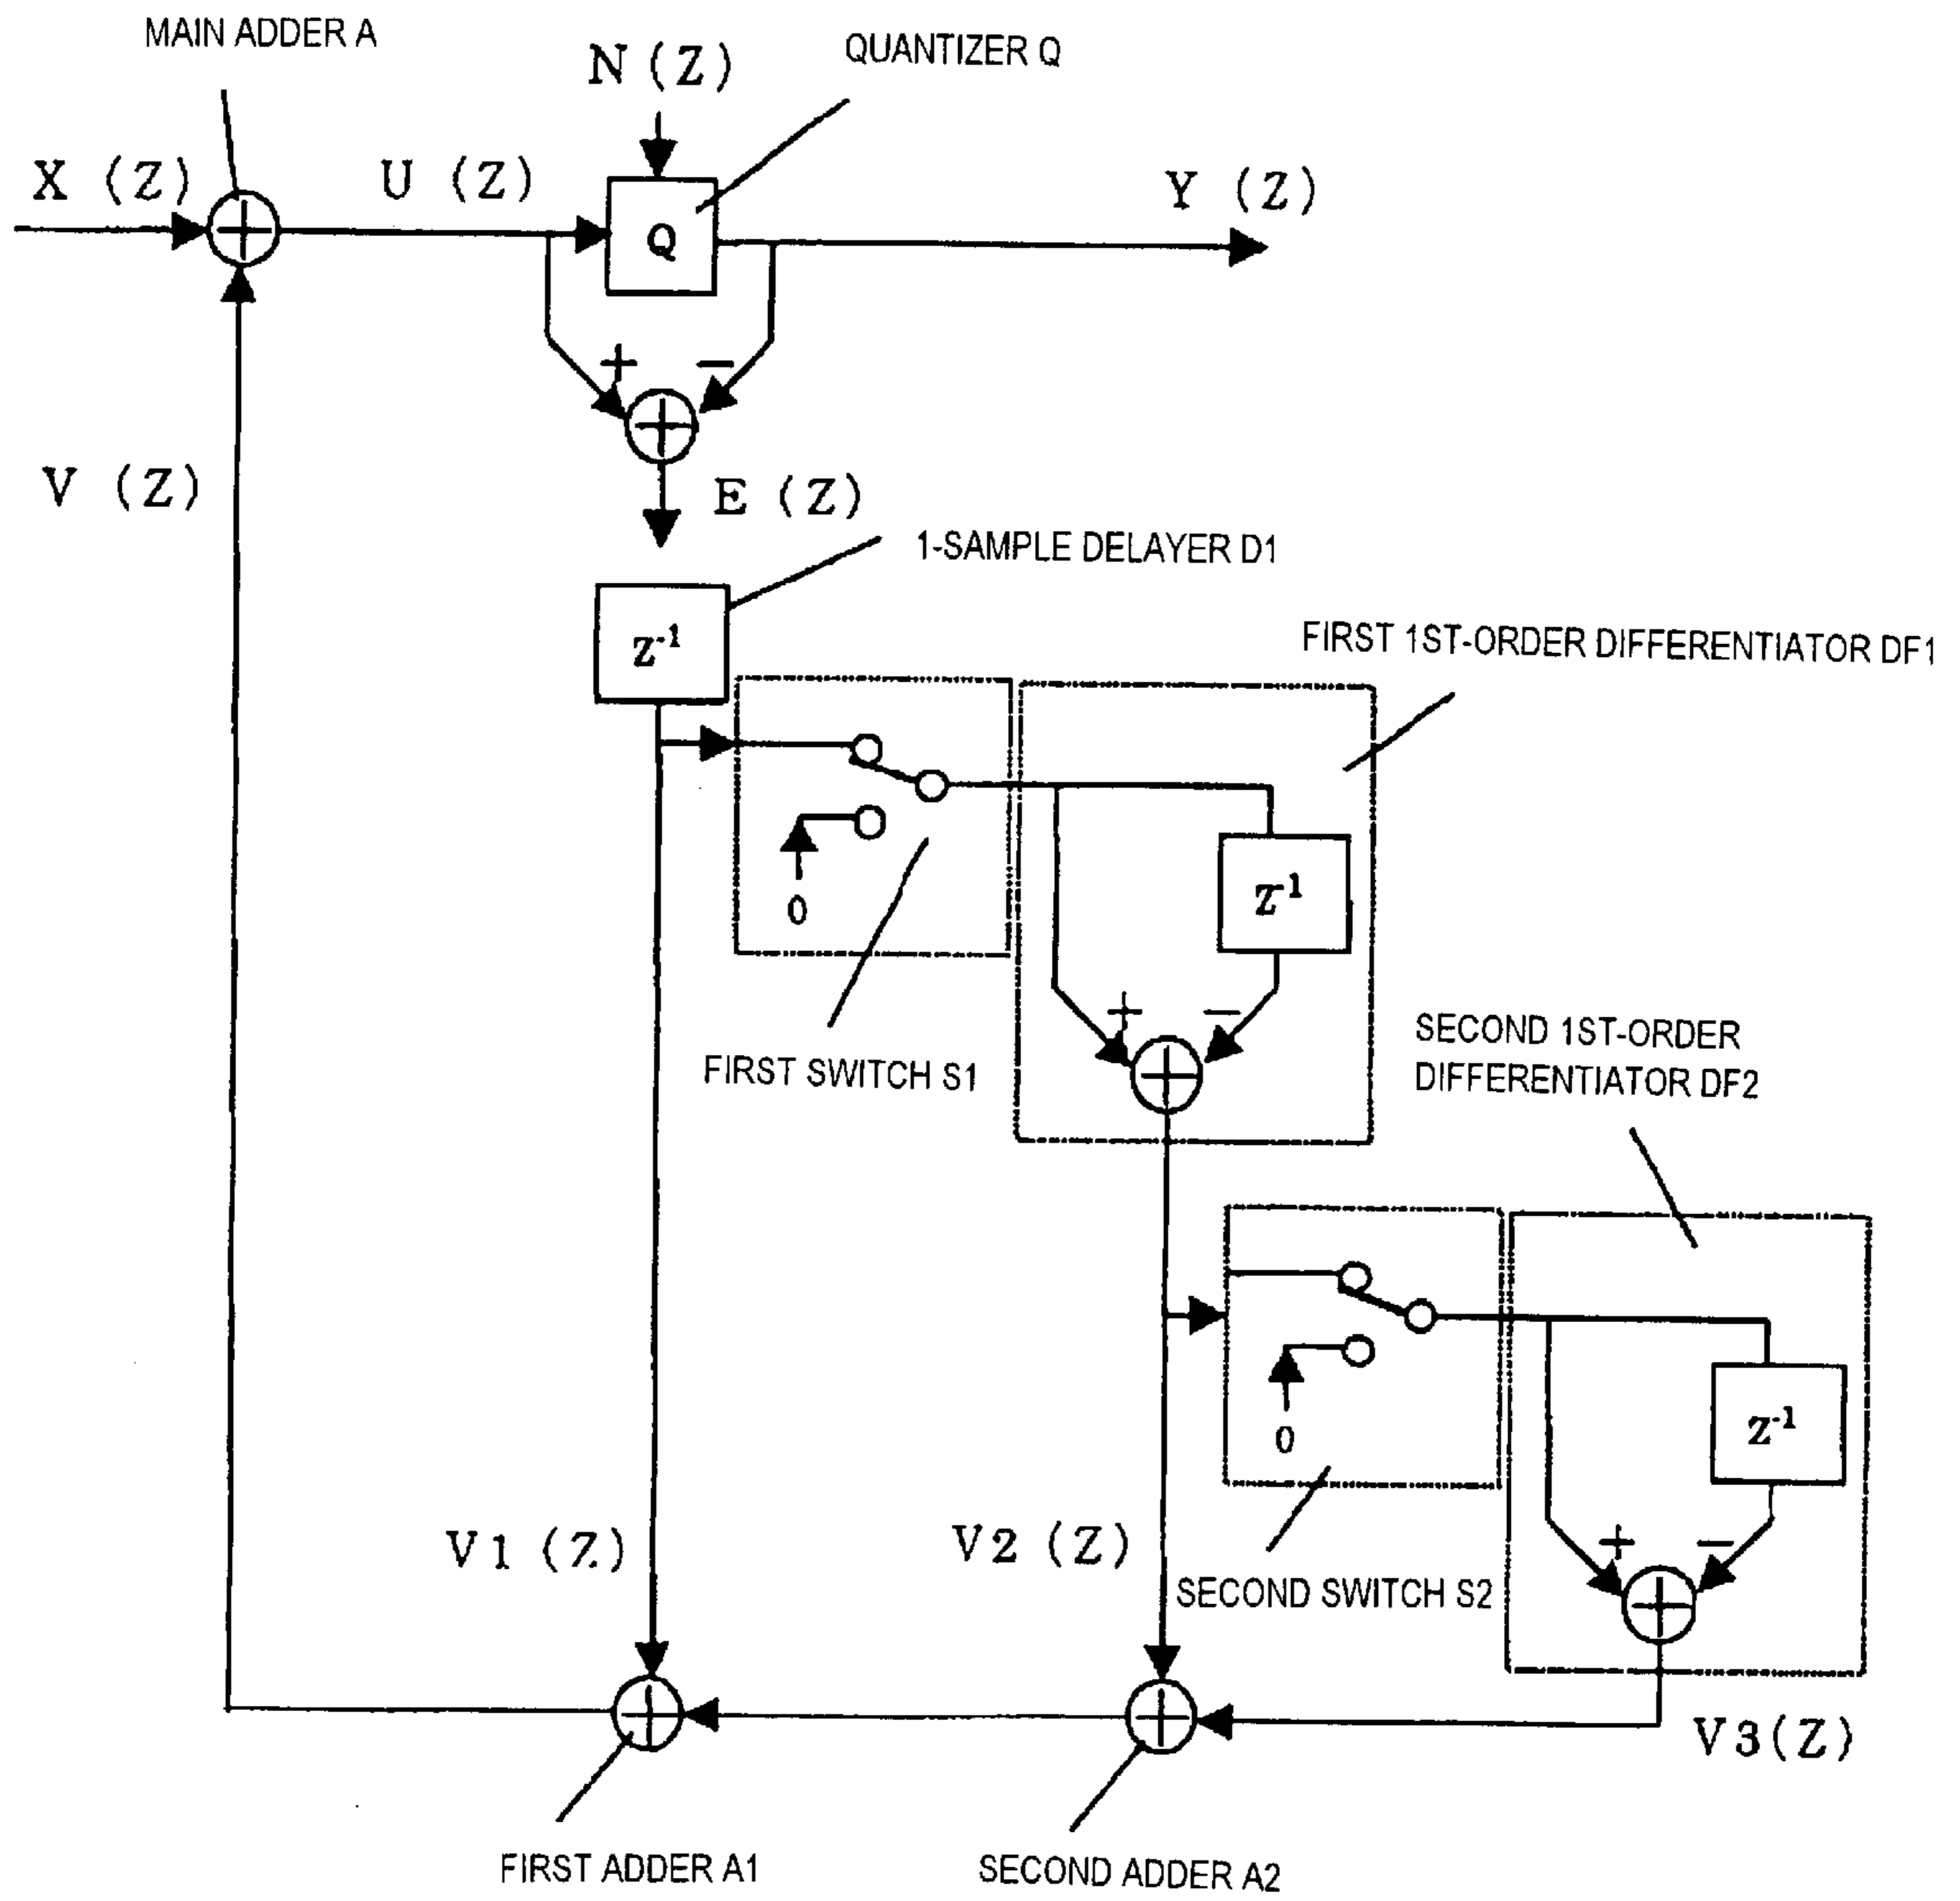 MAIN ADDER A
N (Z)
QUANTIZER Q
X (Z)
U (Z)
Y (Z)
Q
+
−
V (Z)
E (Z)
1-SAMPLE DELAYER D1
Z-1
FIRST 1ST-ORDER DIFFERENTIATOR DF1
0
Z-1
+
−
FIRST SWITCH S1
SECOND 1ST-ORDER
DIFFERENTIATOR DF2
0
Z-1
V1 (Z)
V2 (Z)
+
−
SECOND SWITCH S2
V3(Z)
FIRST ADDER A1
SECOND ADDER A2